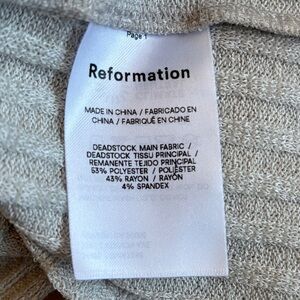 Page 1
Reformation
MADE IN CHINA / FABRICADO EN
CHINA / FABRIQUÉ EN CHINE
DEADSTOCK MAIN FABRIC /
DEADSTOCK TISSU PRINCIPAL /
REMANENTE TEJIDO PRINCIPAL
53% POLYESTER / POLIÉSTER
43% RAYON / RAYÓN
4% SPANDEX